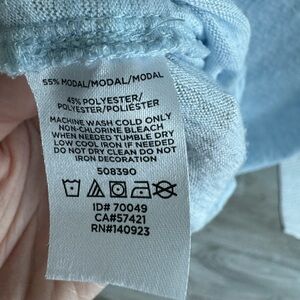 55% MODAL/MODAL/MODAL
45% POLYESTER/
POLYESTER/POLIÉSTER
MACHINE WASH COLD ONLY
NON-CHLORINE BLEACH
WHEN NEEDED TUMBLE DRY
LOW COOL IRON IF NEEDED
DO NOT DRY CLEAN DO NOT
IRON DECORATION
508390
ID# 70049
CA#57421
RN#140923